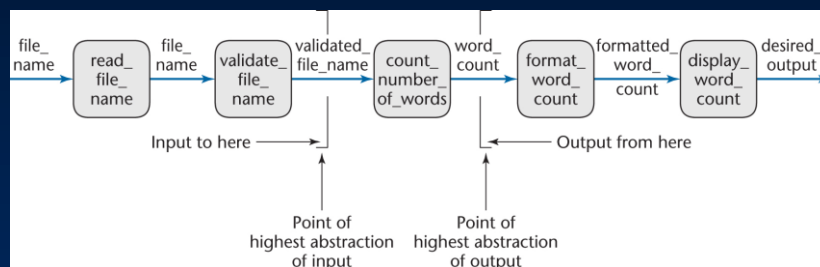 file_
name
read_
file_
name
file_
name
validate_
file_
name
validated_
file_name
count_
number_
of_words
word_
count
format_
word_
count
formatted_
word_
count
display_
word_
count
desired_
output
Input to here
Output from here
Point of
highest abstraction
of input
Point of
highest abstraction
of output